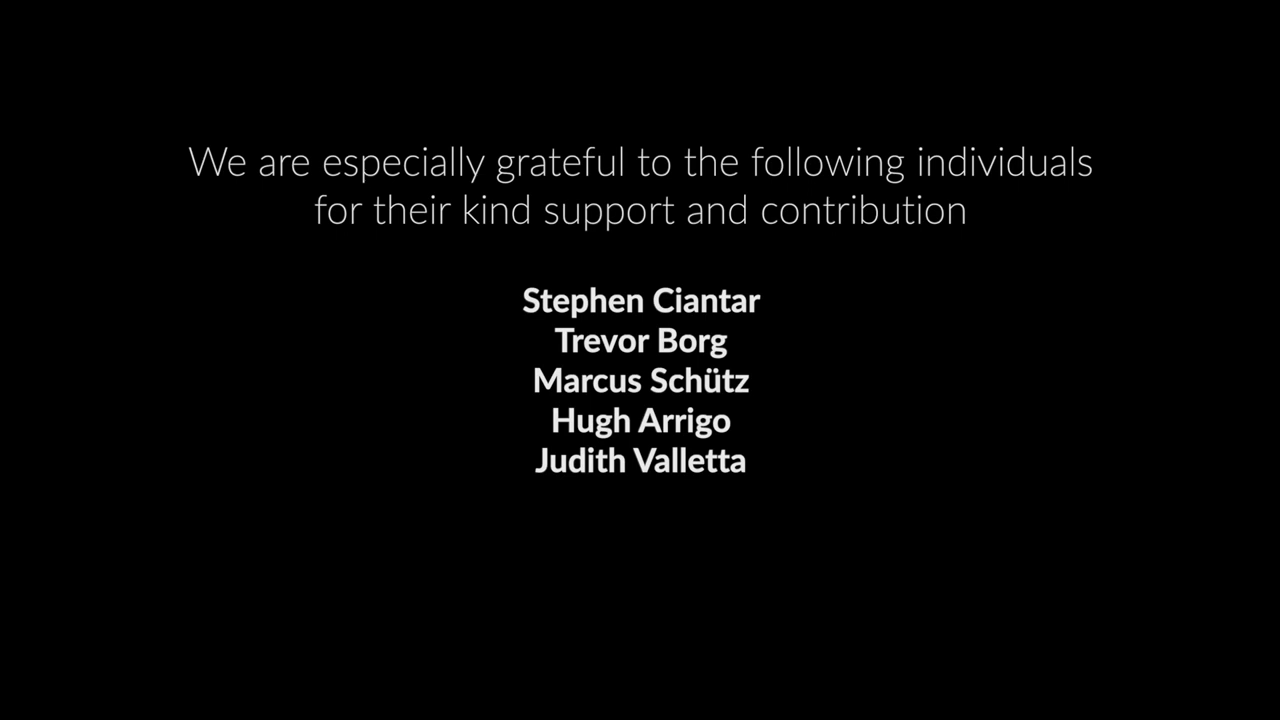 We are especially grateful to the following individuals
for their kind support and contribution
Stephen Ciantar
Trevor Borg
Marcus Schütz
Hugh Arrigo
Judith Valletta